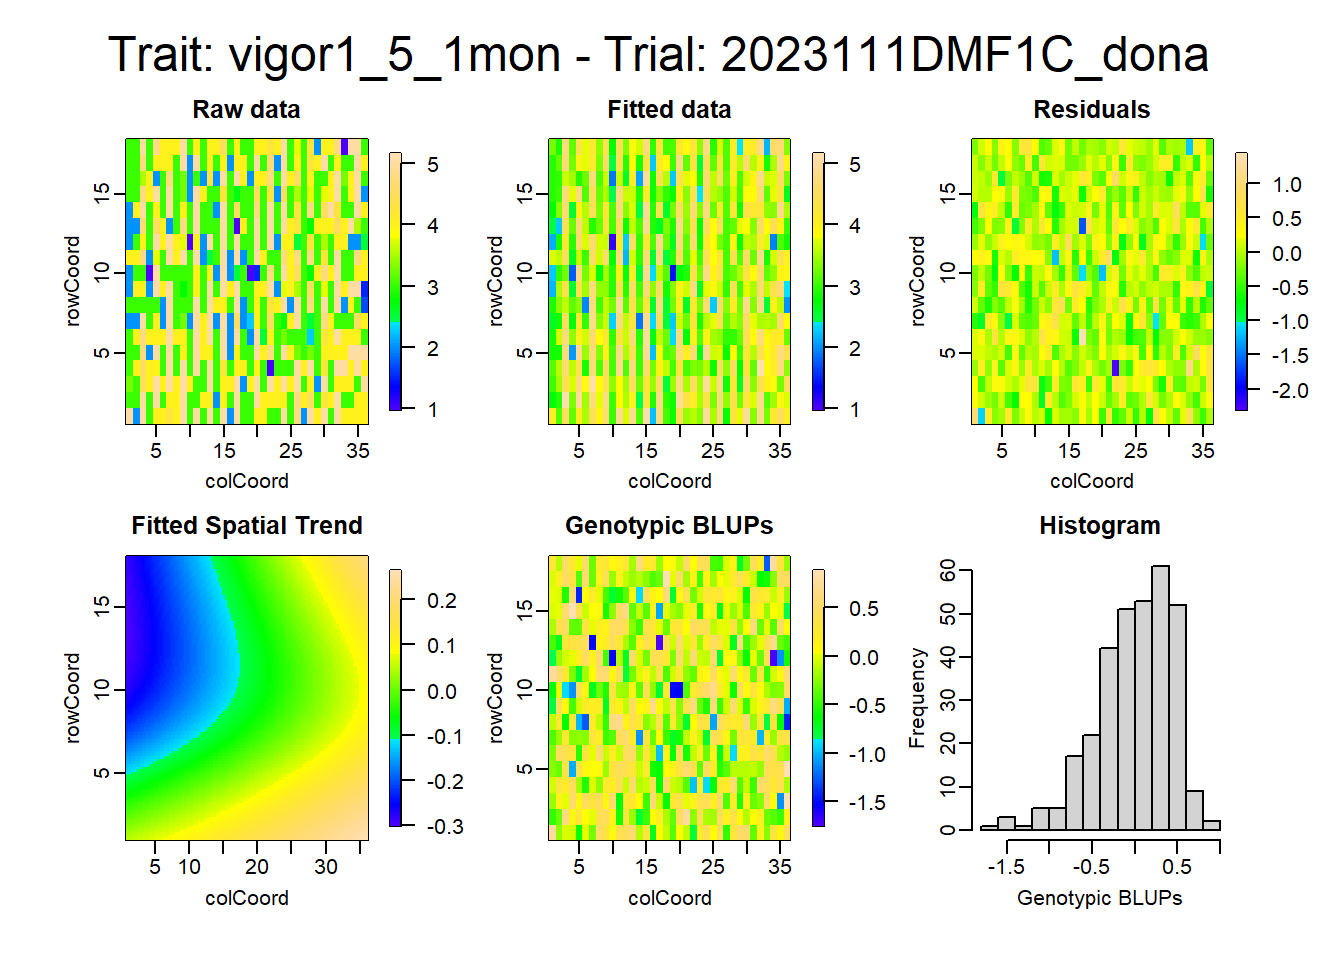 Trait: vigor1_5_1mon - Trial: 2023111DMF1C_dona
Raw data
rowCoord
5 10 15
5 15 25 35
colCoord
1 2 3 4 5
Fitted data
rowCoord
5 10 15
5 15 25 35
colCoord
1 2 3 4 5
Residuals
rowCoord
5 10 15
5 15 25 35
colCoord
1.0
0.5
0.0
-0.5
-1.0
-1.5
-2.0
Fitted Spatial Trend
rowCoord
5 10 15
5 10 20 30
colCoord
0.2
0.1
0.0
-0.1
-0.2
-0.3
Genotypic BLUPs
rowCoord
5 10 15
5 15 25 35
colCoord
0.5
0.0
-0.5
-1.0
-1.5
Histogram
Frequency
0 10 20 30 40 50 60
-1.5 -0.5 0.5
Genotypic BLUPs